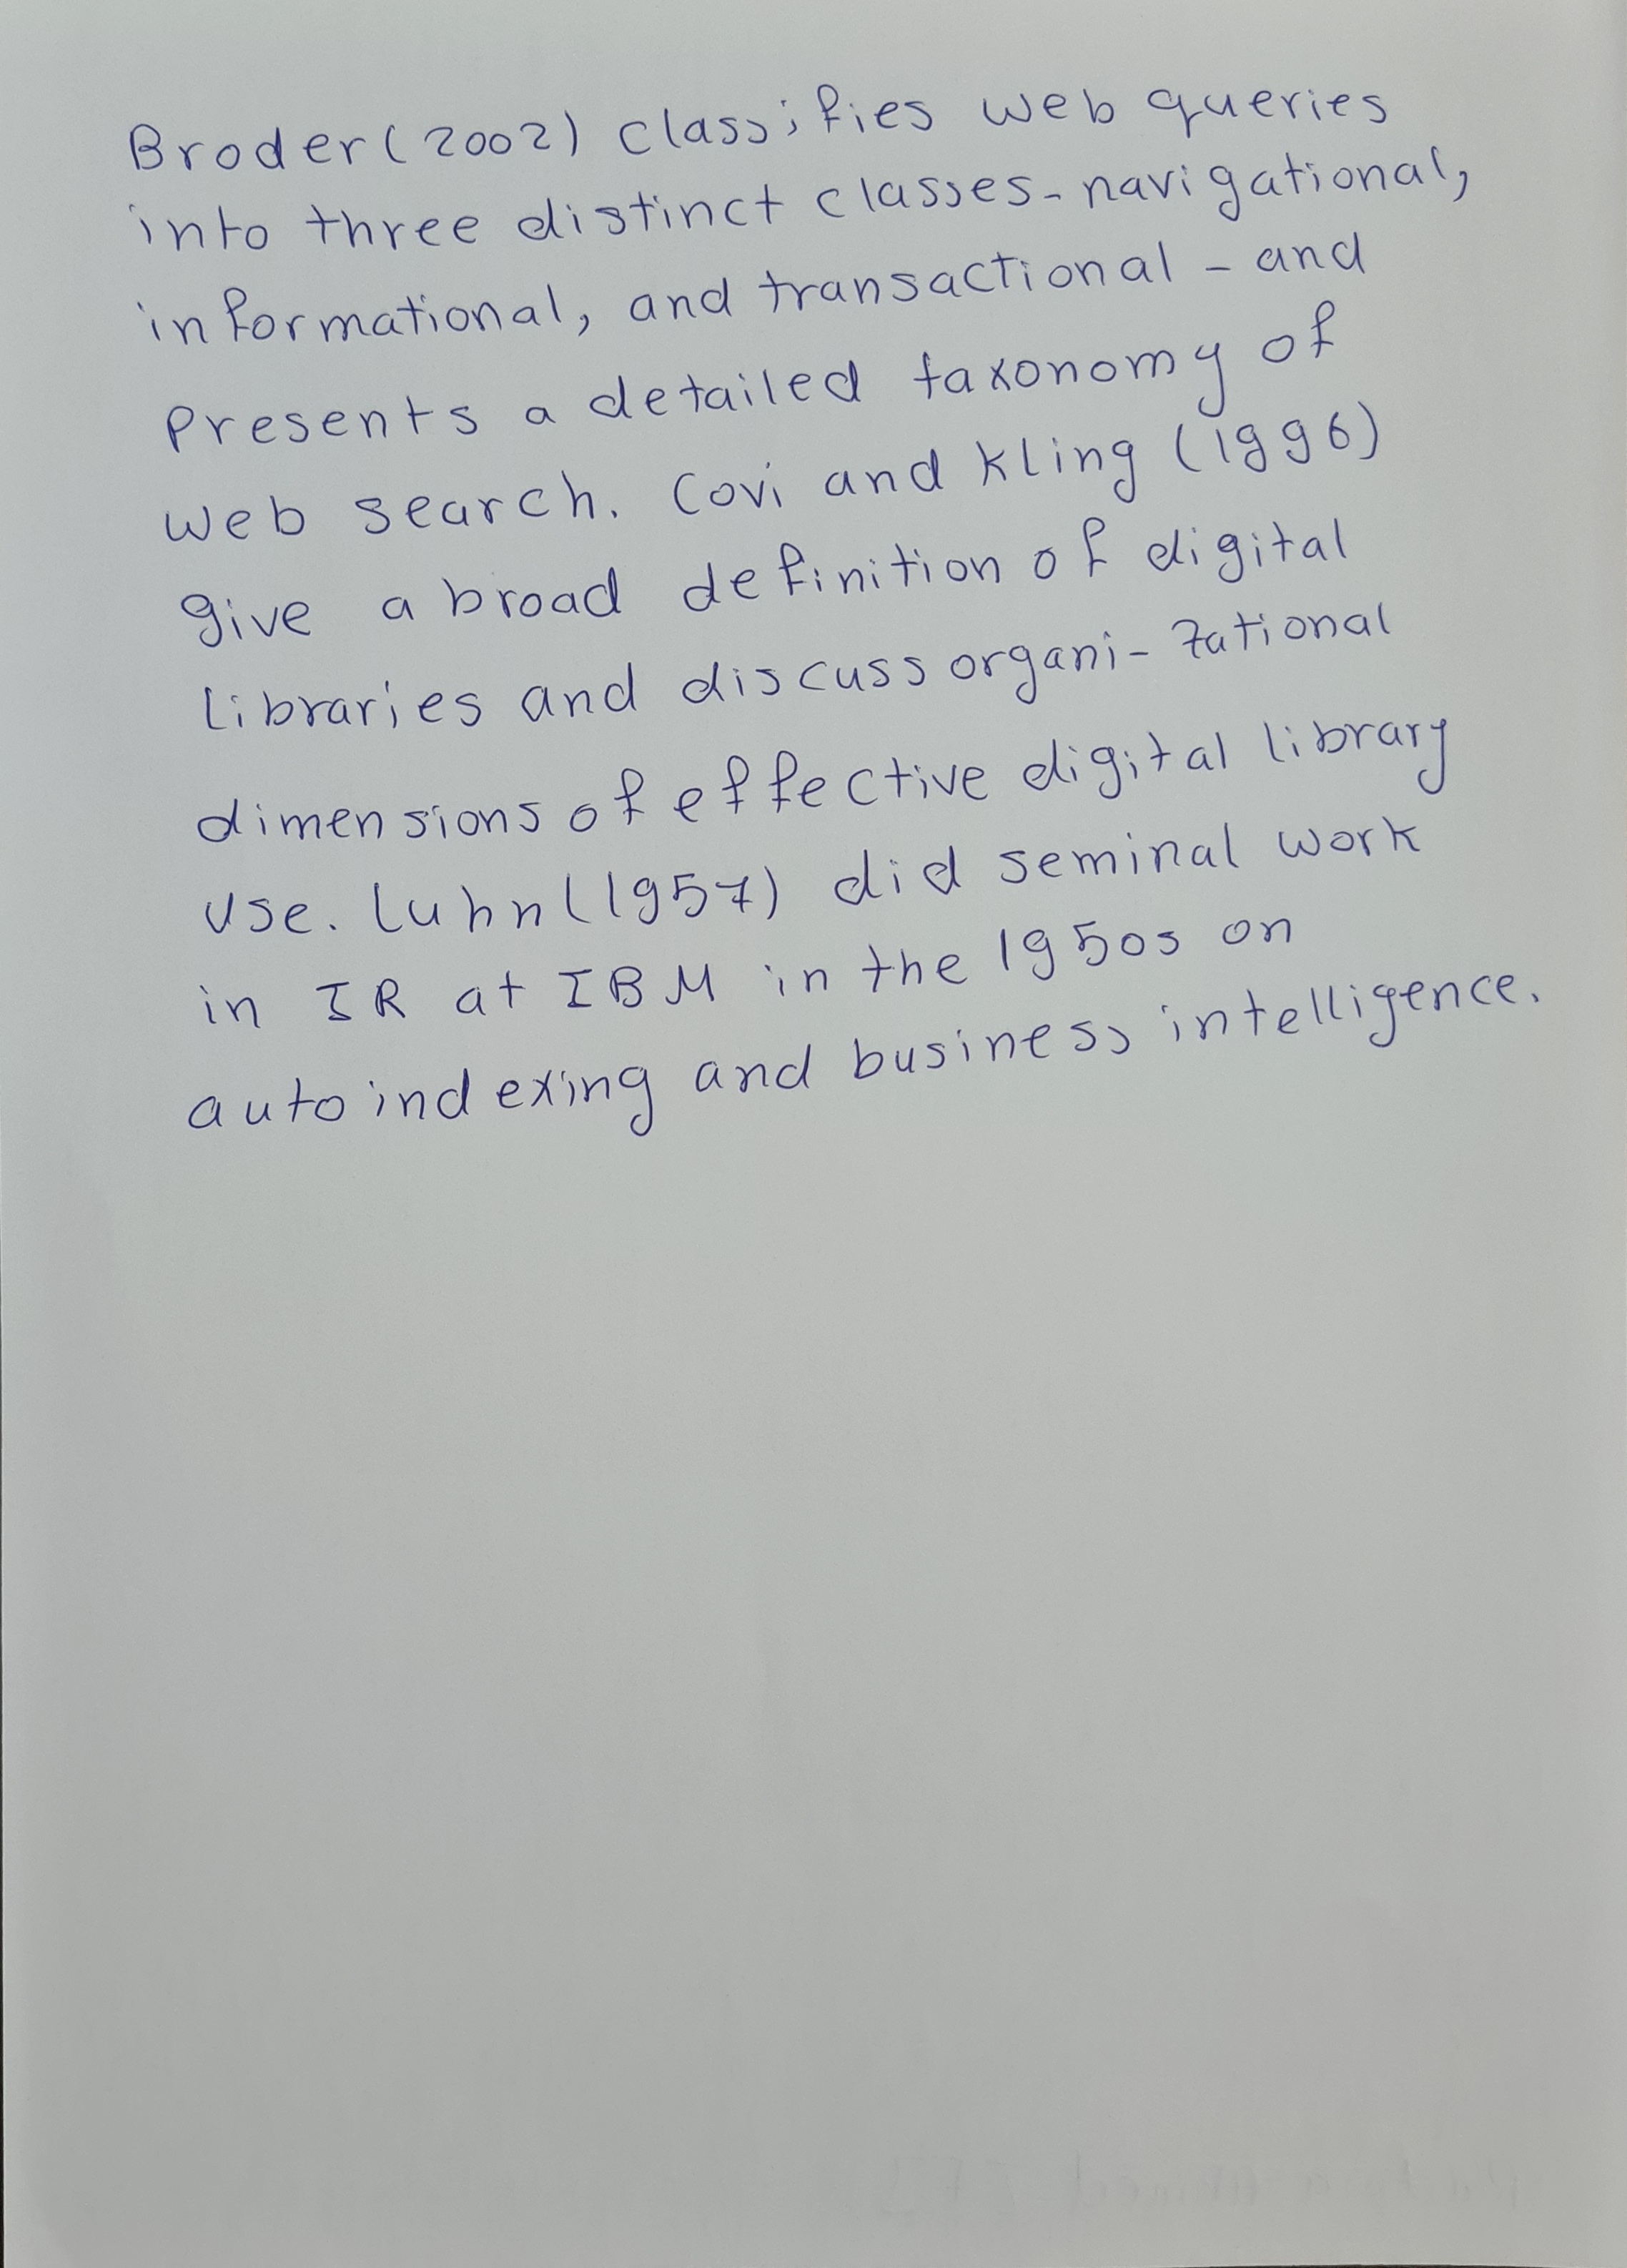 Broder(2002) classifies web queries
into three distinct classes-navigational,
informational, and transactional - and
presents a detailed taxonomy of
web search. Covi and Kling (1996)
give a broad definition of digital
libraries and discuss organi-zational
dimensions of effective digital library
use. Luhn(1957) did seminal work
in IR at IBM in the 1950s on
autoindexing and business intelligence.